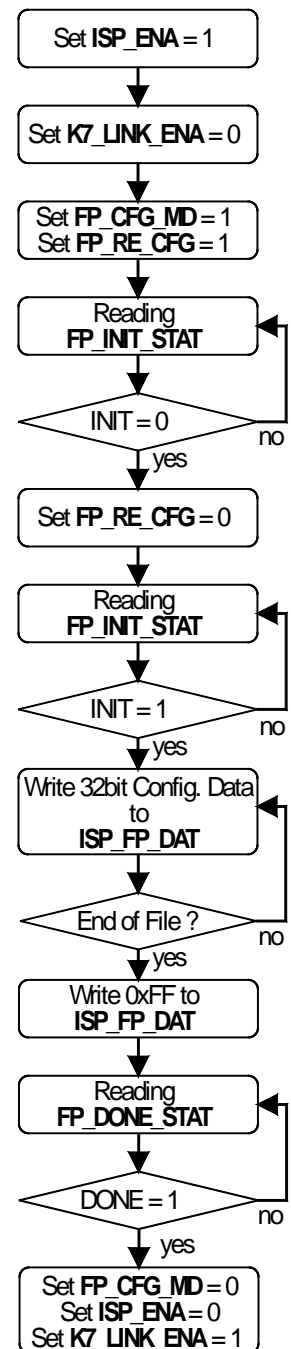 Set ISP_ENA = 1
Set K7_LINK_ENA = 0
Set FP_CFG_MD = 1
Set FP_RE_CFG = 1
Reading
FP_INIT_STAT
INIT = 0
no
yes
Set FP_RE_CFG = 0
Reading
FP_INIT_STAT
INIT = 1
no
yes
Write 32bit Config. Data
to
ISP_FP_DAT
End of File ?
no
yes
Write 0xFF to
ISP_FP_DAT
Reading
FP_DONE_STAT
DONE = 1
no
yes
Set FP_CFG_MD = 0
Set ISP_ENA = 0
Set K7_LINK_ENA = 1